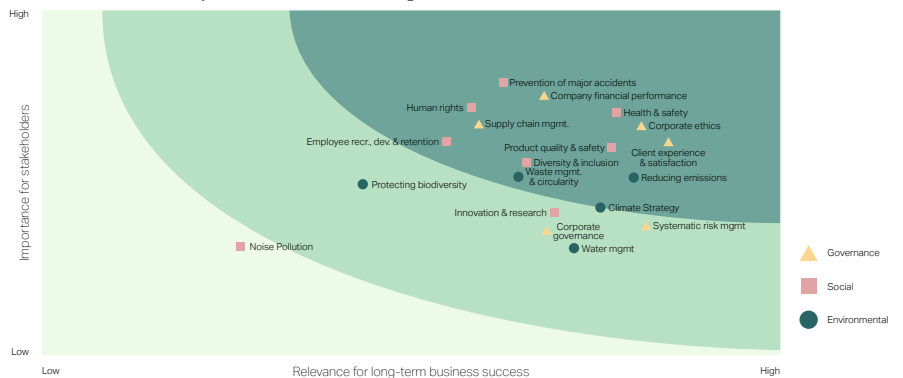 High
Importance for stakeholders
Low
Low
Relevance for long-term business success
High
Prevention of major accidents
Company financial performance
Human rights
Health & safety
Supply chain mgmt.
Corporate ethics
Employee recr., dev. & retention
Product quality & safety
Client experience
& satisfaction
Diversity & inclusion
Waste mgmt.
& circularity
Reducing emissions
Protecting biodiversity
Climate Strategy
Innovation & research
Systematic risk mgmt
Corporate
governance
Water mgmt
Noise Pollution
Governance
Social
Environmental